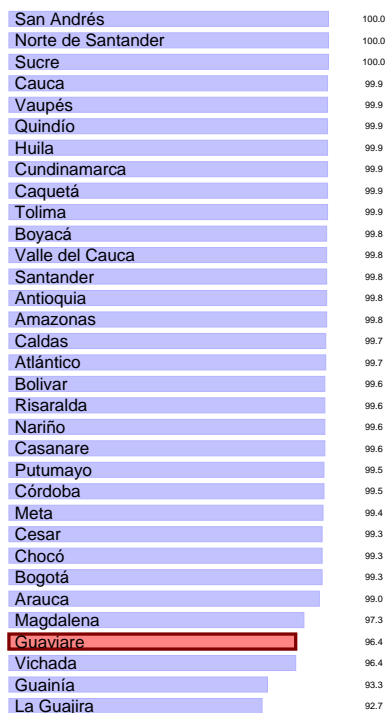 San Andrés 100.0
Norte de Santander 100.0
Sucre 100.0
Cauca 99.9
Vaupés 99.9
Quindío 99.9
Huila 99.9
Cundinamarca 99.9
Caquetá 99.9
Tolima 99.9
Boyacá 99.8
Valle del Cauca 99.8
Santander 99.8
Antioquia 99.8
Amazonas 99.8
Caldas 99.7
Atlántico 99.7
Bolivar 99.6
Risaralda 99.6
Nariño 99.6
Casanare 99.6
Putumayo 99.5
Córdoba 99.5
Meta 99.4
Cesar 99.3
Chocó 99.3
Bogotá 99.3
Arauca 99.0
Magdalena 97.3
Guaviare 96.4
Vichada 96.4
Guainía 93.3
La Guajira 92.7